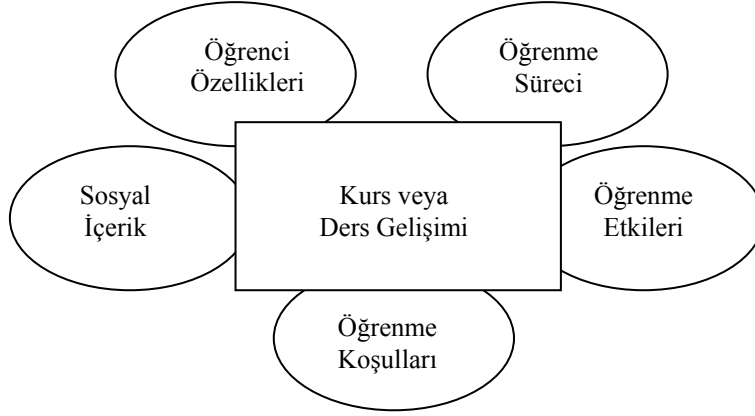 Öğrenci
Özellikleri
Öğrenme
Süreci
Sosyal
İçerik
Kurs veya
Ders Gelişimi
Öğrenme
Etkileri
Öğrenme
Koşulları